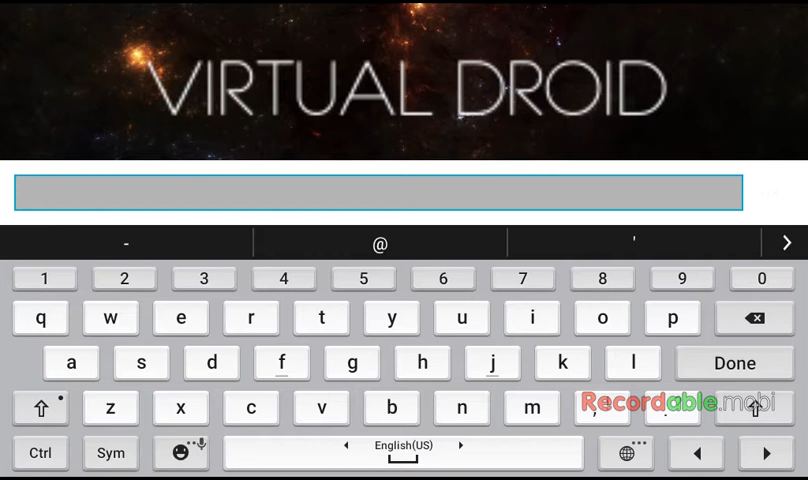 VIRTUAL DROID
- @ '
1 2 3 4 5 6 7 8 9 0
q w e r t y u i o p
a s d f g h j k l Done
z x c v b n m
Recordable.mobi
Ctrl Sym English(US)